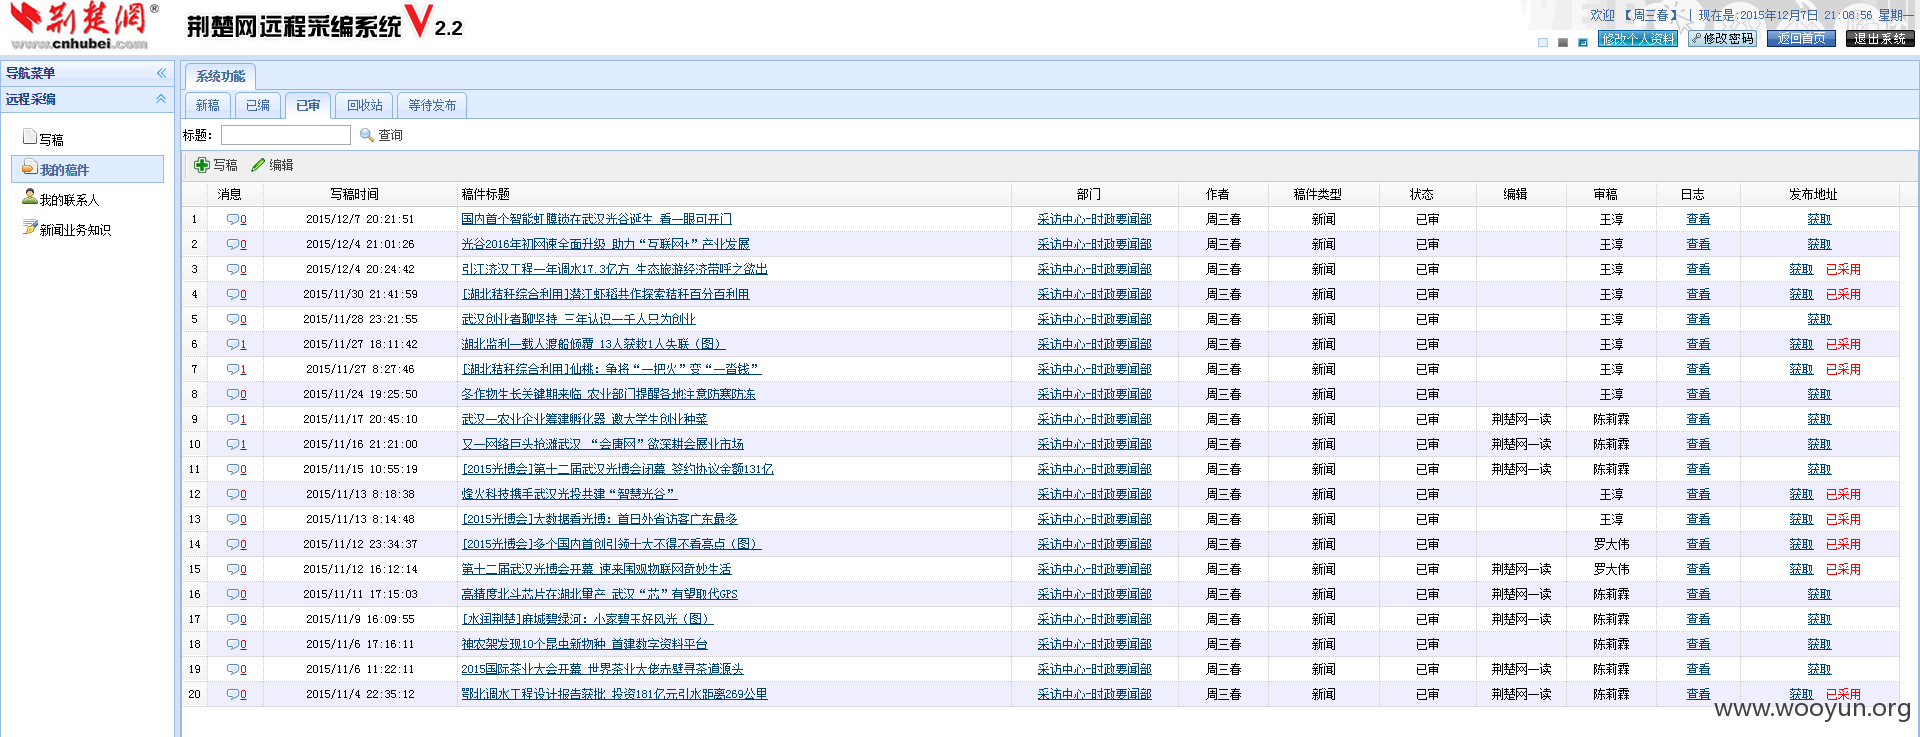 荆楚网®
www.cnhubei.com
荆楚网远程采编系统V2.2
欢迎 【周三春】 | 现在是:2015年12月7日 21:08:56 星期一
修改个人资料 修改密码 返回首页 退出系统
导航菜单
远程采编
写稿
我的稿件
我的联系人
新闻业务知识
系统功能
新稿 已编 已审 回收站 等待发布
标题: 查询
写稿 编辑
消息 写稿时间 稿件标题 部门 作者 稿件类型 状态 编辑 审稿 日志 发布地址
1 0 2015/12/7 20:21:51 国内首个智能虹膜锁在武汉光谷诞生 看一眼可开门 采访中心-时政要闻部 周三春 新闻 已审 王淳 查看 获取
2 0 2015/12/4 21:01:26 光谷2016年初网速全面升级 助力“互联网+”产业发展 采访中心-时政要闻部 周三春 新闻 已审 王淳 查看 获取
3 0 2015/12/4 20:24:42 引江济汉工程一年调水17.3亿方 生态旅游经济带呼之欲出 采访中心-时政要闻部 周三春 新闻 已审 王淳 查看 获取 已采用
4 0 2015/11/30 21:41:59 [湖北秸秆综合利用]潜江虾稻共作探索秸秆百分百利用 采访中心-时政要闻部 周三春 新闻 已审 王淳 查看 获取 已采用
5 0 2015/11/28 23:21:55 武汉创业者聊坚持 三年认识一千人只为创业 采访中心-时政要闻部 周三春 新闻 已审 王淳 查看 获取
6 1 2015/11/27 18:11:42 湖北监利一载人渡船倾覆 13人获救1人失联（图） 采访中心-时政要闻部 周三春 新闻 已审 王淳 查看 获取 已采用
7 1 2015/11/27 8:27:46 [湖北秸秆综合利用]仙桃：争将“一把火”变“一沓钱” 采访中心-时政要闻部 周三春 新闻 已审 王淳 查看 获取 已采用
8 0 2015/11/24 19:25:50 冬作物生长关键期来临 农业部门提醒各地注意防寒防冻 采访中心-时政要闻部 周三春 新闻 已审 王淳 查看 获取
9 1 2015/11/17 20:45:10 武汉一农业企业筹建孵化器 邀大学生创业种菜 采访中心-时政要闻部 周三春 新闻 已审 荆楚网一读 陈莉霖 查看 获取
10 1 2015/11/16 21:21:00 又一网络巨头抢滩武汉 “会唐网”欲深耕会展业市场 采访中心-时政要闻部 周三春 新闻 已审 荆楚网一读 陈莉霖 查看 获取
11 0 2015/11/15 10:55:19 [2015光博会]第十二届武汉光博会闭幕 签约协议金额131亿 采访中心-时政要闻部 周三春 新闻 已审 荆楚网一读 陈莉霖 查看 获取
12 0 2015/11/13 8:18:38 烽火科技携手武汉光投共建“智慧光谷” 采访中心-时政要闻部 周三春 新闻 已审 王淳 查看 获取 已采用
13 0 2015/11/13 8:14:48 [2015光博会]大数据看光博：首日外省访客广东最多 采访中心-时政要闻部 周三春 新闻 已审 王淳 查看 获取 已采用
14 0 2015/11/12 23:34:37 [2015光博会]多个国内首创引领十大不得不看亮点（图） 采访中心-时政要闻部 周三春 新闻 已审 罗大伟 查看 获取 已采用
15 0 2015/11/12 16:12:14 第十二届武汉光博会开幕 速来围观物联网奇妙生活 采访中心-时政要闻部 周三春 新闻 已审 荆楚网一读 罗大伟 查看 获取 已采用
16 0 2015/11/11 17:15:03 高精度北斗芯片在湖北量产 武汉“芯”有望取代GPS 采访中心-时政要闻部 周三春 新闻 已审 荆楚网一读 陈莉霖 查看 获取
17 0 2015/11/9 16:09:55 [水润荆楚]麻城碧绿河：小家碧玉好风光（图） 采访中心-时政要闻部 周三春 新闻 已审 荆楚网一读 陈莉霖 查看 获取
18 0 2015/11/6 17:16:11 神农架发现10个昆虫新物种 首建数字资料平台 采访中心-时政要闻部 周三春 新闻 已审 陈莉霖 查看 获取
19 0 2015/11/6 11:22:11 2015国际茶业大会开幕 世界茶业大佬赤壁寻茶道源头 采访中心-时政要闻部 周三春 新闻 已审 荆楚网一读 陈莉霖 查看 获取
20 0 2015/11/4 22:35:12 鄂北调水工程设计报告获批 投资181亿元引水距离269公里 采访中心-时政要闻部 周三春 新闻 已审 荆楚网一读 陈莉霖 查看 获取 已采用
www.wooyun.org